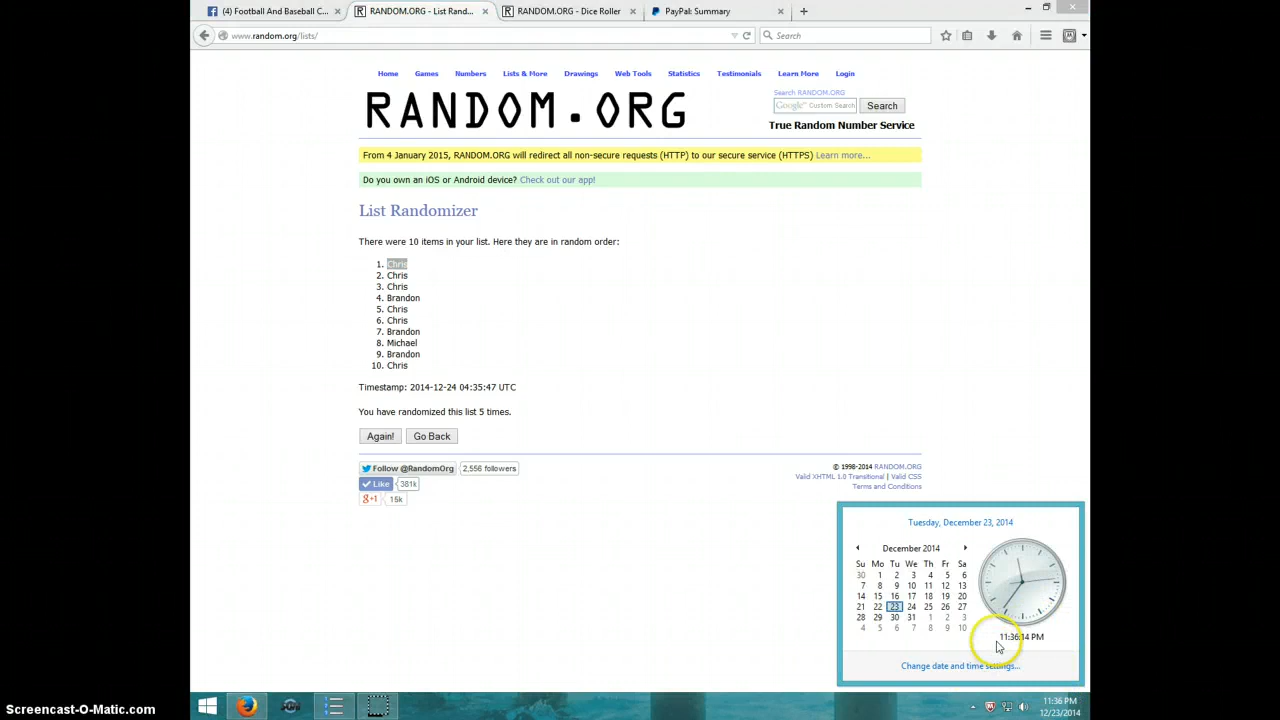 (4) Football And Baseball C...
RANDOM.ORG - List Rand...
RANDOM.ORG - Dice Roller
PayPal: Summary
www.random.org/lists/
Search
Home
Games
Numbers
Lists & More
Drawings
Web Tools
Statistics
Testimonials
Learn More
Login
Search RANDOM.ORG
Google™ Custom Search
Search
RANDOM.ORG
True Random Number Service
From 4 January 2015, RANDOM.ORG will redirect all non-secure requests (HTTP) to our secure service (HTTPS) Learn more...
Do you own an iOS or Android device? Check out our app!
List Randomizer
There were 10 items in your list. Here they are in random order:
1. Chris
2. Chris
3. Chris
4. Brandon
5. Chris
6. Chris
7. Brandon
8. Michael
9. Brandon
10. Chris
Timestamp: 2014-12-24 04:35:47 UTC
You have randomized this list 5 times.
Again!
Go Back
Follow @RandomOrg
2,556 followers
Like
381k
g+1
15k
© 1998-2014 RANDOM.ORG
Valid XHTML 1.0 Transitional | Valid CSS
Terms and Conditions
Tuesday, December 23, 2014
December 2014
Su Mo Tu We Th Fr Sa
30 1 2 3 4 5 6
7 8 9 10 11 12 13
14 15 16 17 18 19 20
21 22 23 24 25 26 27
28 29 30 31 1 2 3
4 5 6 7 8 9 10
11:36:14 PM
Change date and time settings...
11:36 PM
12/23/2014
Screencast-O-Matic.com